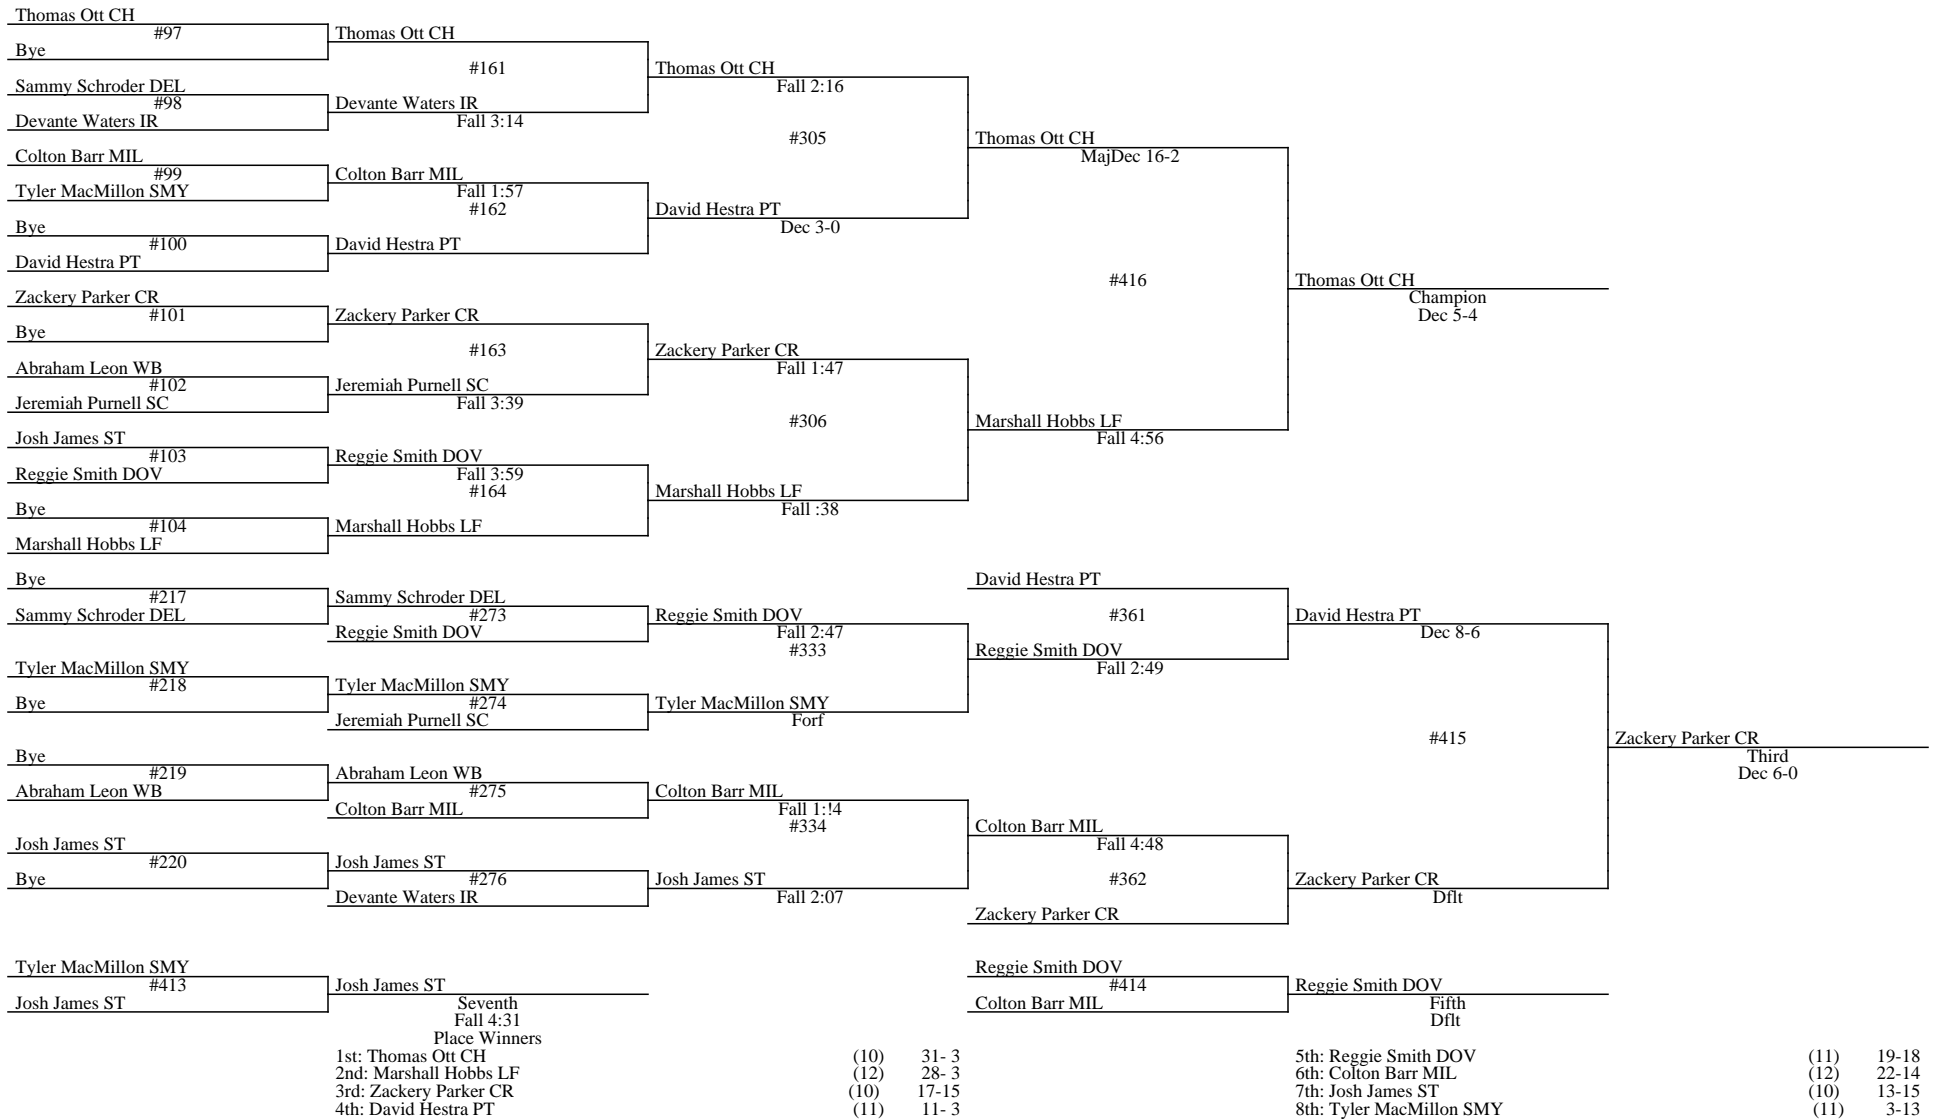 Thomas Ott CH
#97
Bye
Thomas Ott CH
#161
Sammy Schroder DEL
#98
Devante Waters IR
Devante Waters IR
Fall 3:14
Thomas Ott CH
Fall 2:16
#305
Colton Barr MIL
#99
Tyler MacMillon SMY
Colton Barr MIL
Fall 1:57
#162
Bye
#100
David Hestra PT
David Hestra PT
David Hestra PT
Dec 3-0
Thomas Ott CH
MajDec 16-2
#416
Zackery Parker CR
#101
Bye
Zackery Parker CR
#163
Abraham Leon WB
#102
Jeremiah Purnell SC
Jeremiah Purnell SC
Fall 3:39
Zackery Parker CR
Fall 1:47
#306
Josh James ST
#103
Reggie Smith DOV
Reggie Smith DOV
Fall 3:59
#164
Bye
#104
Marshall Hobbs LF
Marshall Hobbs LF
Marshall Hobbs LF
Fall :38
Marshall Hobbs LF
Fall 4:56
Thomas Ott CH
Champion
Dec 5-4
Bye
#217
Sammy Schroder DEL
Sammy Schroder DEL
#273
Reggie Smith DOV
Reggie Smith DOV
Fall 2:47
#333
Tyler MacMillon SMY
#218
Bye
Tyler MacMillon SMY
#274
Jeremiah Purnell SC
Tyler MacMillon SMY
Forf
David Hestra PT
#361
Reggie Smith DOV
Fall 2:49
David Hestra PT
Dec 8-6
#415
Bye
#219
Abraham Leon WB
Abraham Leon WB
#275
Colton Barr MIL
Colton Barr MIL
Fall 1:!4
#334
Josh James ST
#220
Bye
Josh James ST
#276
Devante Waters IR
Josh James ST
Fall 2:07
Colton Barr MIL
Fall 4:48
#362
Zackery Parker CR
Zackery Parker CR
Dflt
Zackery Parker CR
Third
Dec 6-0
Tyler MacMillon SMY
#413
Josh James ST
Josh James ST
Seventh
Fall 4:31
Reggie Smith DOV
#414
Colton Barr MIL
Reggie Smith DOV
Fifth
Dflt
Place Winners
1st: Thomas Ott CH (10) 31- 3
2nd: Marshall Hobbs LF (12) 28- 3
3rd: Zackery Parker CR (10) 17-15
4th: David Hestra PT (11) 11- 3
5th: Reggie Smith DOV (11) 19-18
6th: Colton Barr MIL (12) 22-14
7th: Josh James ST (10) 13-15
8th: Tyler MacMillon SMY (11) 3-13